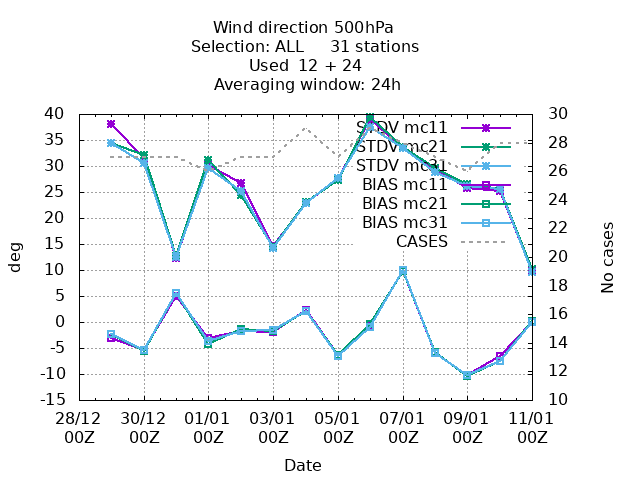 Wind direction 500hPa
Selection: ALL 31 stations
Used 12 + 24
Averaging window: 24h
40
35
30
25
20
15
10
5
0
-5
-10
-15
deg
30
28
26
24
22
20
18
16
14
12
10
No cases
STDV mc11
STDV mc21
STDV mc31
BIAS mc11
BIAS mc21
BIAS mc31
CASES
28/12 30/12 01/01 03/01 05/01 07/01 09/01 11/01
00Z 00Z 00Z 00Z 00Z 00Z 00Z 00Z
Date